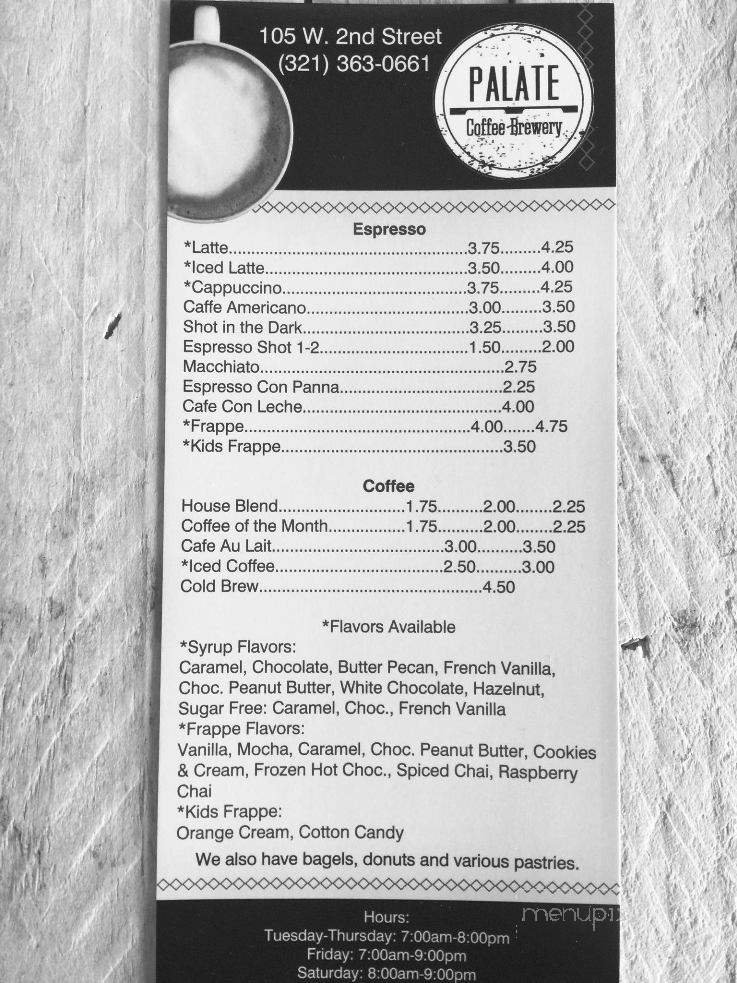 105 W. 2nd Street
(321) 363-0661
PALATE
Coffee Brewery
Espresso
*Latte..........3.75........4.25
*Iced Latte..........3.50........4.00
*Cappuccino..........3.75........4.25
Caffe Americano..........3.00........3.50
Shot in the Dark..........3.25........3.50
Espresso Shot 1-2..........1.50........2.00
Macchiato..........2.75
Espresso Con Panna..........2.25
Cafe Con Leche..........4.00
*Frappe..........4.00......4.75
*Kids Frappe..........3.50
Coffee
House Blend..........1.75.........2.00.......2.25
Coffee of the Month..........1.75.........2.00.......2.25
Cafe Au Lait..........3.00.........3.50
*Iced Coffee..........2.50.........3.00
Cold Brew..........4.50
*Flavors Available
*Syrup Flavors:
Caramel, Chocolate, Butter Pecan, French Vanilla,
Choc. Peanut Butter, White Chocolate, Hazelnut,
Sugar Free: Caramel, Choc., French Vanilla
*Frappe Flavors:
Vanilla, Mocha, Caramel, Choc. Peanut Butter, Cookies
& Cream, Frozen Hot Choc., Spiced Chai, Raspberry
Chai
*Kids Frappe:
Orange Cream, Cotton Candy
We also have bagels, donuts and various pastries.
menupix
Hours:
Tuesday-Thursday: 7:00am-8:00pm
Friday: 7:00am-9:00pm
Saturday: 8:00am-9:00pm